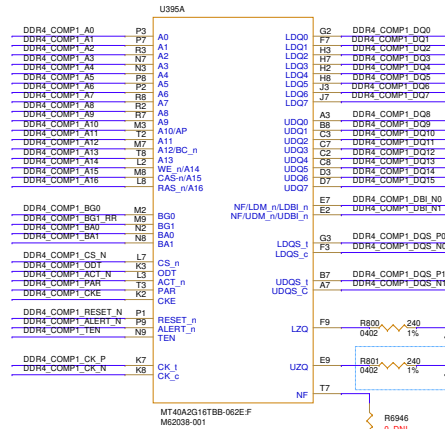 U395A
DDR4_COMP1_A0 P3 A0
DDR4_COMP1_A1 P7 A1
DDR4_COMP1_A2 R3 A2
DDR4_COMP1_A3 N7 A3
DDR4_COMP1_A4 N3 A4
DDR4_COMP1_A5 P8 A5
DDR4_COMP1_A6 P2 A6
DDR4_COMP1_A7 R8 A7
DDR4_COMP1_A8 R2 A8
DDR4_COMP1_A9 R7 A9
DDR4_COMP1_A10 M3 A10/AP
DDR4_COMP1_A11 T2 A11
DDR4_COMP1_A12 M7 A12/BC_n
DDR4_COMP1_A13 T8 A13
DDR4_COMP1_A14 L2 WE_n/A14
DDR4_COMP1_A15 M8 CAS-n/A15
DDR4_COMP1_A16 L8 RAS_n/A16
DDR4_COMP1_BG0 M2 BG0
DDR4_COMP1_BG1_RR M9 BG1
DDR4_COMP1_BA0 N2 BA0
DDR4_COMP1_BA1 N8 BA1
DDR4_COMP1_CS_N L7 CS_n
DDR4_COMP1_ODT K3 ODT
DDR4_COMP1_ACT_N L3 ACT_n
DDR4_COMP1_PAR T3 PAR
DDR4_COMP1_CKE K2 CKE
DDR4_COMP1_RESET_N P1 RESET_n
DDR4_COMP1_ALERT_N P9 ALERT_n
DDR4_COMP1_TEN N9 TEN
DDR4_COMP1_CK_P K7 CK_t
DDR4_COMP1_CK_N K8 CK_c
LDQ0 G2 DDR4_COMP1_DQ0
LDQ1 F7 DDR4_COMP1_DQ1
LDQ2 H3 DDR4_COMP1_DQ2
LDQ3 H7 DDR4_COMP1_DQ3
LDQ4 H2 DDR4_COMP1_DQ4
LDQ5 H8 DDR4_COMP1_DQ5
LDQ6 J3 DDR4_COMP1_DQ6
LDQ7 J7 DDR4_COMP1_DQ7
UDQ0 A3 DDR4_COMP1_DQ8
UDQ1 B8 DDR4_COMP1_DQ9
UDQ2 C3 DDR4_COMP1_DQ10
UDQ3 C7 DDR4_COMP1_DQ11
UDQ4 C2 DDR4_COMP1_DQ12
UDQ5 C8 DDR4_COMP1_DQ13
UDQ6 D3 DDR4_COMP1_DQ14
UDQ7 D7 DDR4_COMP1_DQ15
NF/LDM_n/LDBI_n E7 DDR4_COMP1_DBI_N0
NF/UDM_n/UDBI_n E2 DDR4_COMP1_DBI_N1
LDQS_t G3 DDR4_COMP1_DQS_P0
LDQS_c F3 DDR4_COMP1_DQS_N0
UDQS_t B7 DDR4_COMP1_DQS_P1
UDQS_C A7 DDR4_COMP1_DQS_N1
LZQ F9 R800 240
0402 1%
UZQ E9 R801 240
0402 1%
NF T7
R6946
0 DNI
MT40A2G16TBB-062E:F
M62038-001